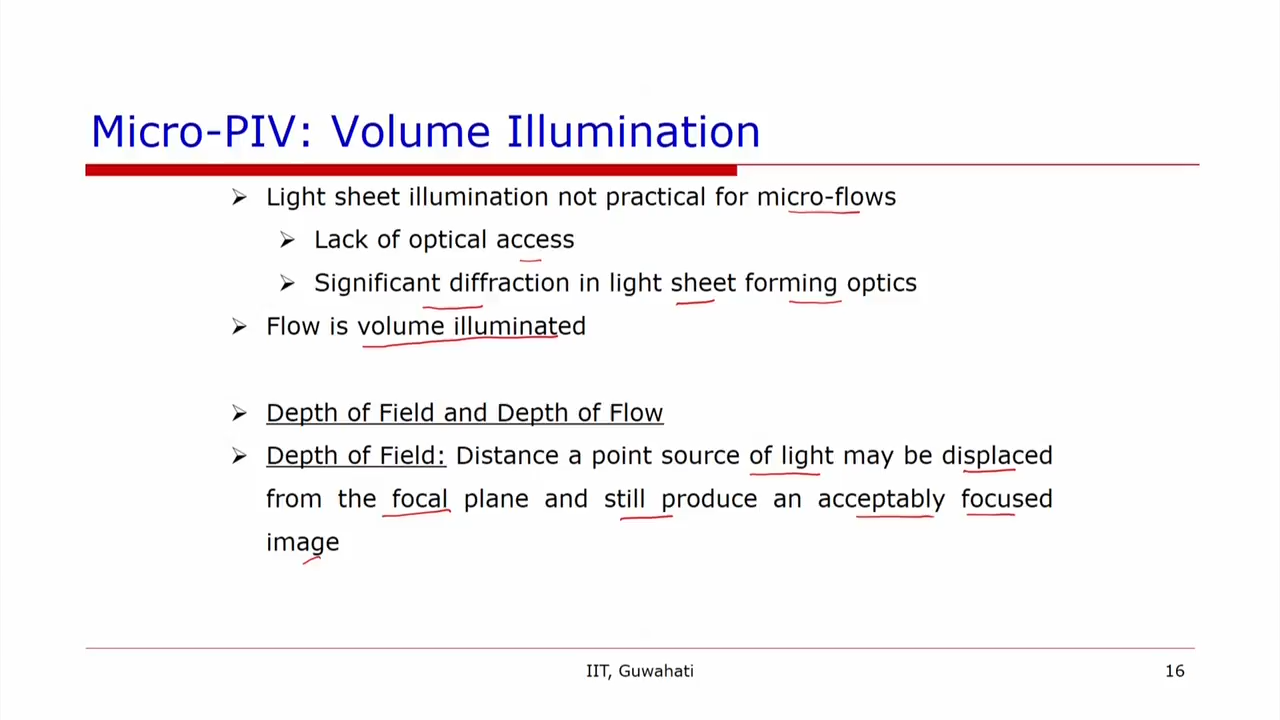 Micro-PIV: Volume Illumination
➢ Light sheet illumination not practical for micro-flows
➢ Lack of optical access
➢ Significant diffraction in light sheet forming optics
➢ Flow is volume illuminated
➢ Depth of Field and Depth of Flow
➢ Depth of Field: Distance a point source of light may be displaced
from the focal plane and still produce an acceptably focused
image
IIT, Guwahati
16